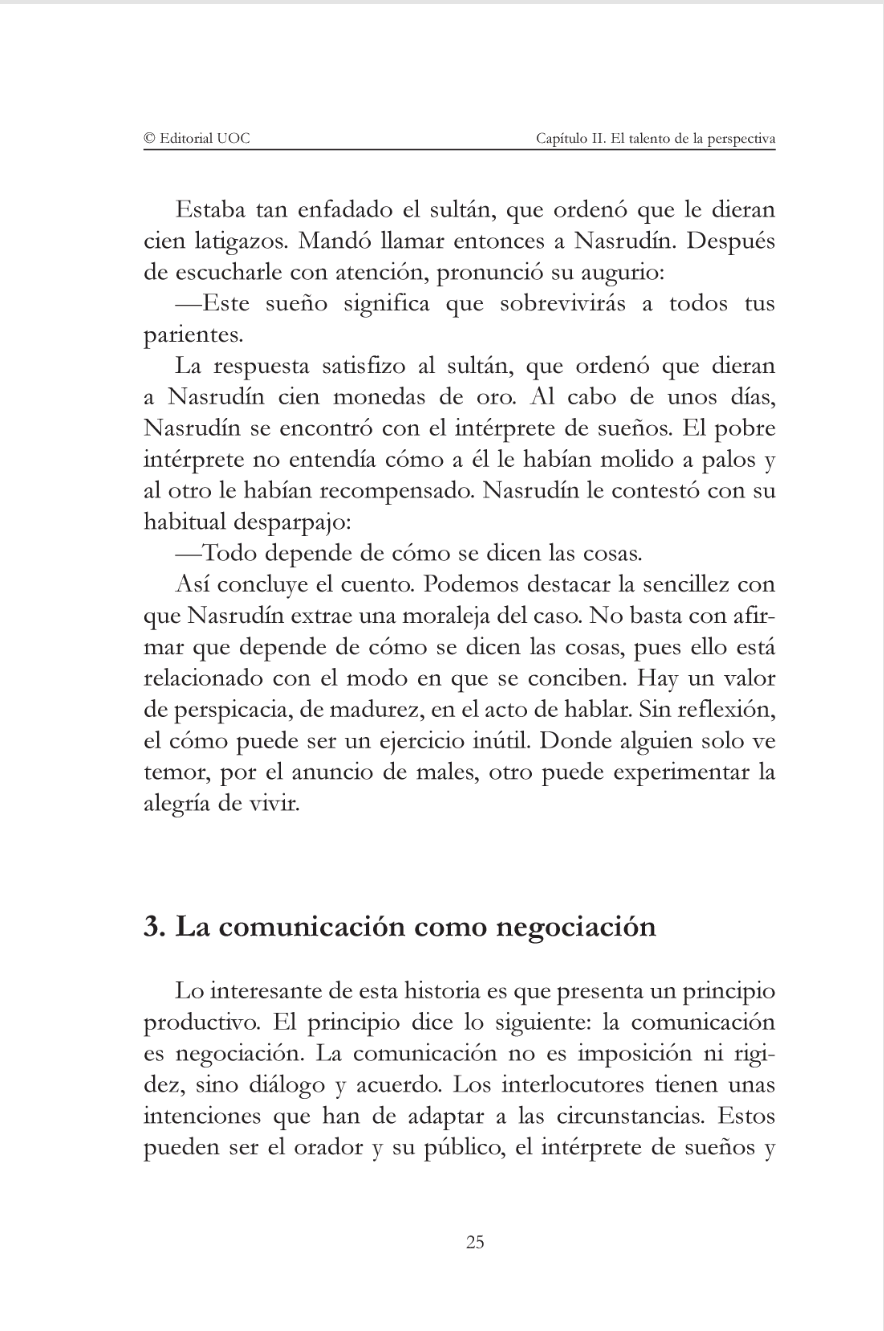 © Editorial UOC
Capítulo II. El talento de la perspectiva
Estaba tan enfadado el sultán, que ordenó que le dieran
cien latigazos. Mandó llamar entonces a Nasrudín. Después
de escucharle con atención, pronunció su augurio:
—Este sueño significa que sobrevivirás a todos tus
parientes.
La respuesta satisfizo al sultán, que ordenó que dieran
a Nasrudín cien monedas de oro. Al cabo de unos días,
Nasrudín se encontró con el intérprete de sueños. El pobre
intérprete no entendía cómo a él le habían molido a palos y
al otro le habían recompensado. Nasrudín le contestó con su
habitual desparpajo:
—Todo depende de cómo se dicen las cosas.
Así concluye el cuento. Podemos destacar la sencillez con
que Nasrudín extrae una moraleja del caso. No basta con afir-
mar que depende de cómo se dicen las cosas, pues ello está
relacionado con el modo en que se conciben. Hay un valor
de perspicacia, de madurez, en el acto de hablar. Sin reflexión,
el cómo puede ser un ejercicio inútil. Donde alguien solo ve
temor, por el anuncio de males, otro puede experimentar la
alegría de vivir.
3. La comunicación como negociación
Lo interesante de esta historia es que presenta un principio
productivo. El principio dice lo siguiente: la comunicación
es negociación. La comunicación no es imposición ni rigi-
dez, sino diálogo y acuerdo. Los interlocutores tienen unas
intenciones que han de adaptar a las circunstancias. Estos
pueden ser el orador y su público, el intérprete de sueños y
25